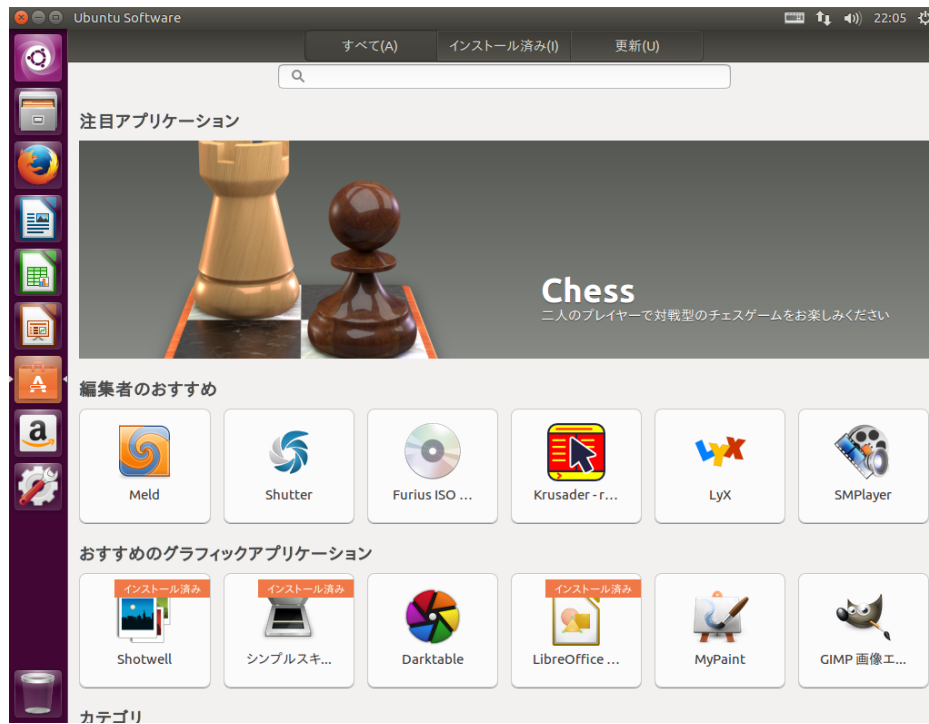 Ubuntu Software
22:05
すべて(A)
インストール済み(I)
更新(U)
注目アプリケーション
Chess
二人のプレイヤーで対戦型のチェスゲームをお楽しみください
編集者のおすすめ
Meld
Shutter
Furius ISO ...
Krusader - r...
LyX
SMPlayer
おすすめのグラフィックアプリケーション
インストール済み
インストール済み
インストール済み
Shotwell
シンプルスキ...
Darktable
LibreOffice ...
MyPaint
GIMP 画像エ...
カテゴリ